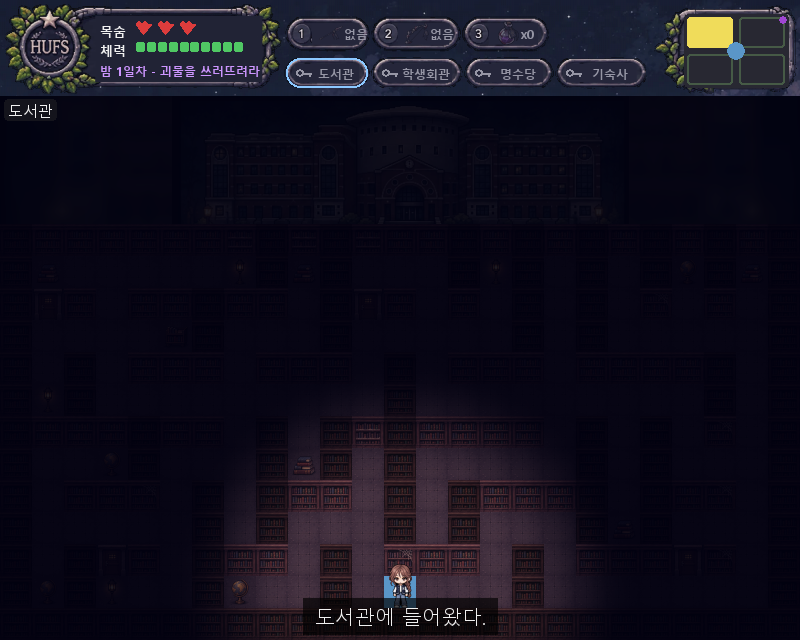 HUFS
목숨
체력
밤 1일차 - 괴물을 쓰러뜨려라
1 없음
2 없음
3 x0
도서관
학생회관
명수당
기숙사
도서관
도서관에 들어왔다.